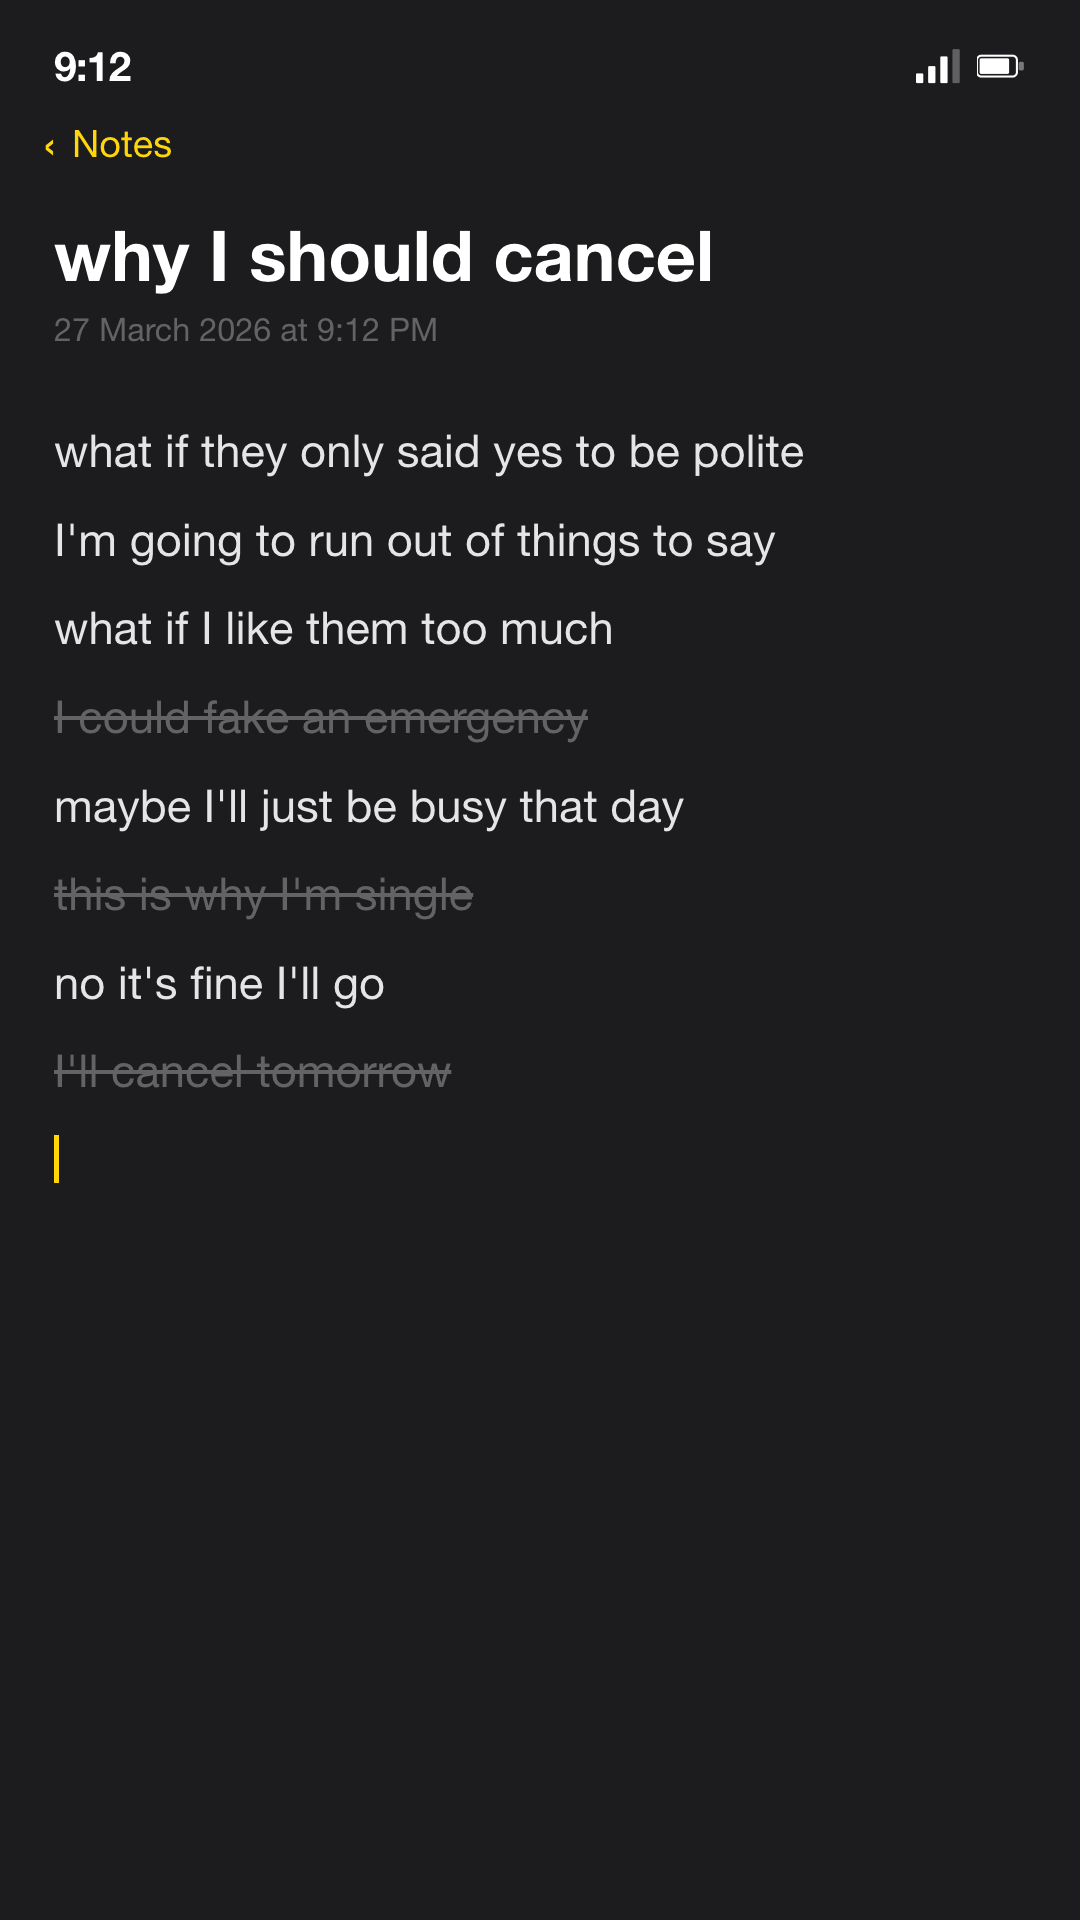 9:12
‹ Notes
why I should cancel
27 March 2026 at 9:12 PM
what if they only said yes to be polite
I'm going to run out of things to say
what if I like them too much
I could fake an emergency
maybe I'll just be busy that day
this is why I'm single
no it's fine I'll go
I'll cancel tomorrow